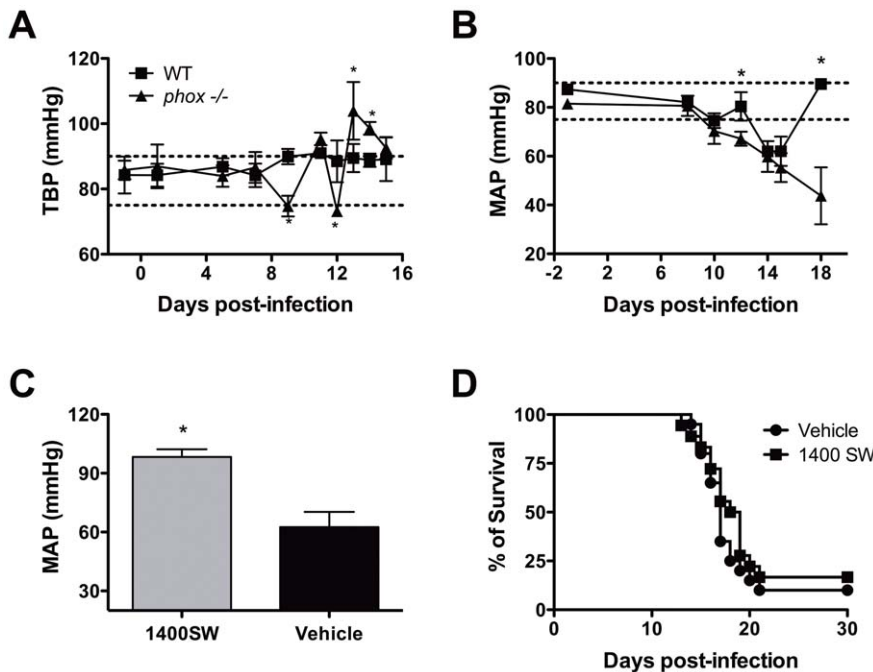 A
TBP (mmHg)
120
100
80
60
WT
phox -/-
*
*
*
*
0
4
8
12
16
Days post-infection
B
MAP (mmHg)
100
80
60
40
20
*
*
-2
2
6
10
14
18
Days post-infection
C
MAP (mmHg)
120
90
60
30
*
1400SW
Vehicle
D
% of Survival
100
75
50
25
0
Vehicle
1400 SW
0
10
20
30
Days post-infection